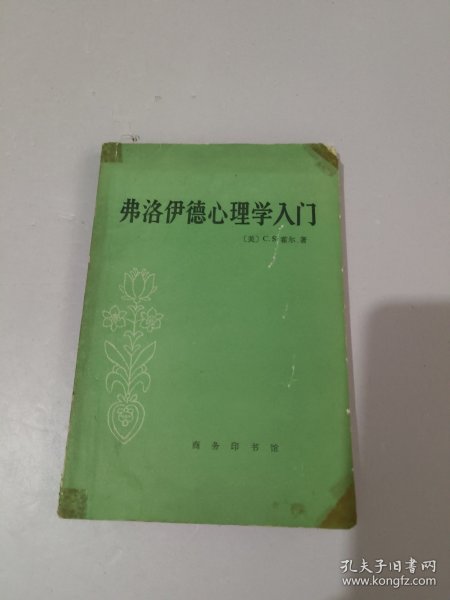 弗洛伊德心理学入门
〔美〕C.S.霍尔 著
商务印书馆
孔夫子旧书网
www.kongfz.com